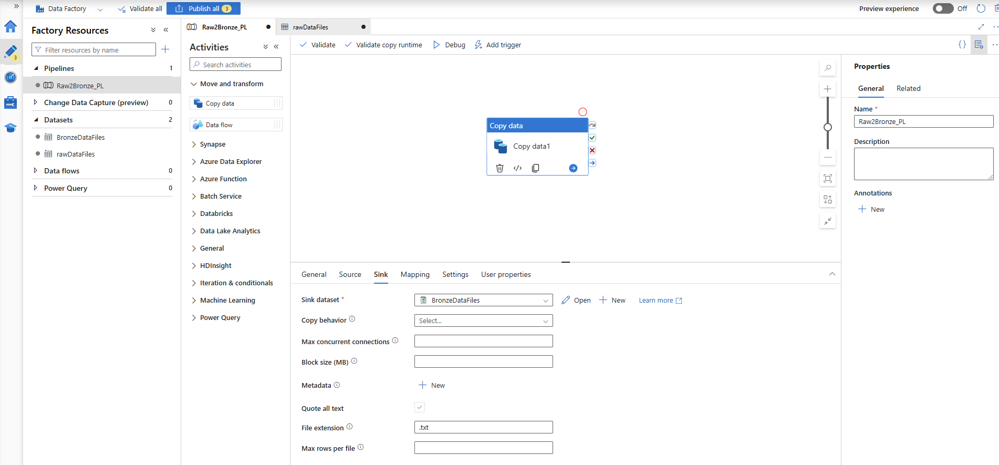 Data Factory
Validate all
Publish all 3
Preview experience
Off
3
Factory Resources
Filter resources by name
Pipelines 1
Raw2Bronze_PL
Change Data Capture (preview) 0
Datasets 2
BronzeDataFiles
rawDataFiles
Data flows 0
Power Query 0
Raw2Bronze_PL
rawDataFiles
Activities
Search activities
Move and transform
Copy data
Data flow
Synapse
Azure Data Explorer
Azure Function
Batch Service
Databricks
Data Lake Analytics
General
HDInsight
Iteration & conditionals
Machine Learning
Power Query
Validate
Validate copy runtime
Debug
Add trigger
Copy data
Copy data1
General
Source
Sink
Mapping
Settings
User properties
Sink dataset *
BronzeDataFiles
Open
New
Learn more
Copy behavior
Select...
Max concurrent connections
Block size (MB)
Metadata
New
Quote all text
File extension
.txt
Max rows per file
Properties
General
Related
Name *
Raw2Bronze_PL
Description
Annotations
New